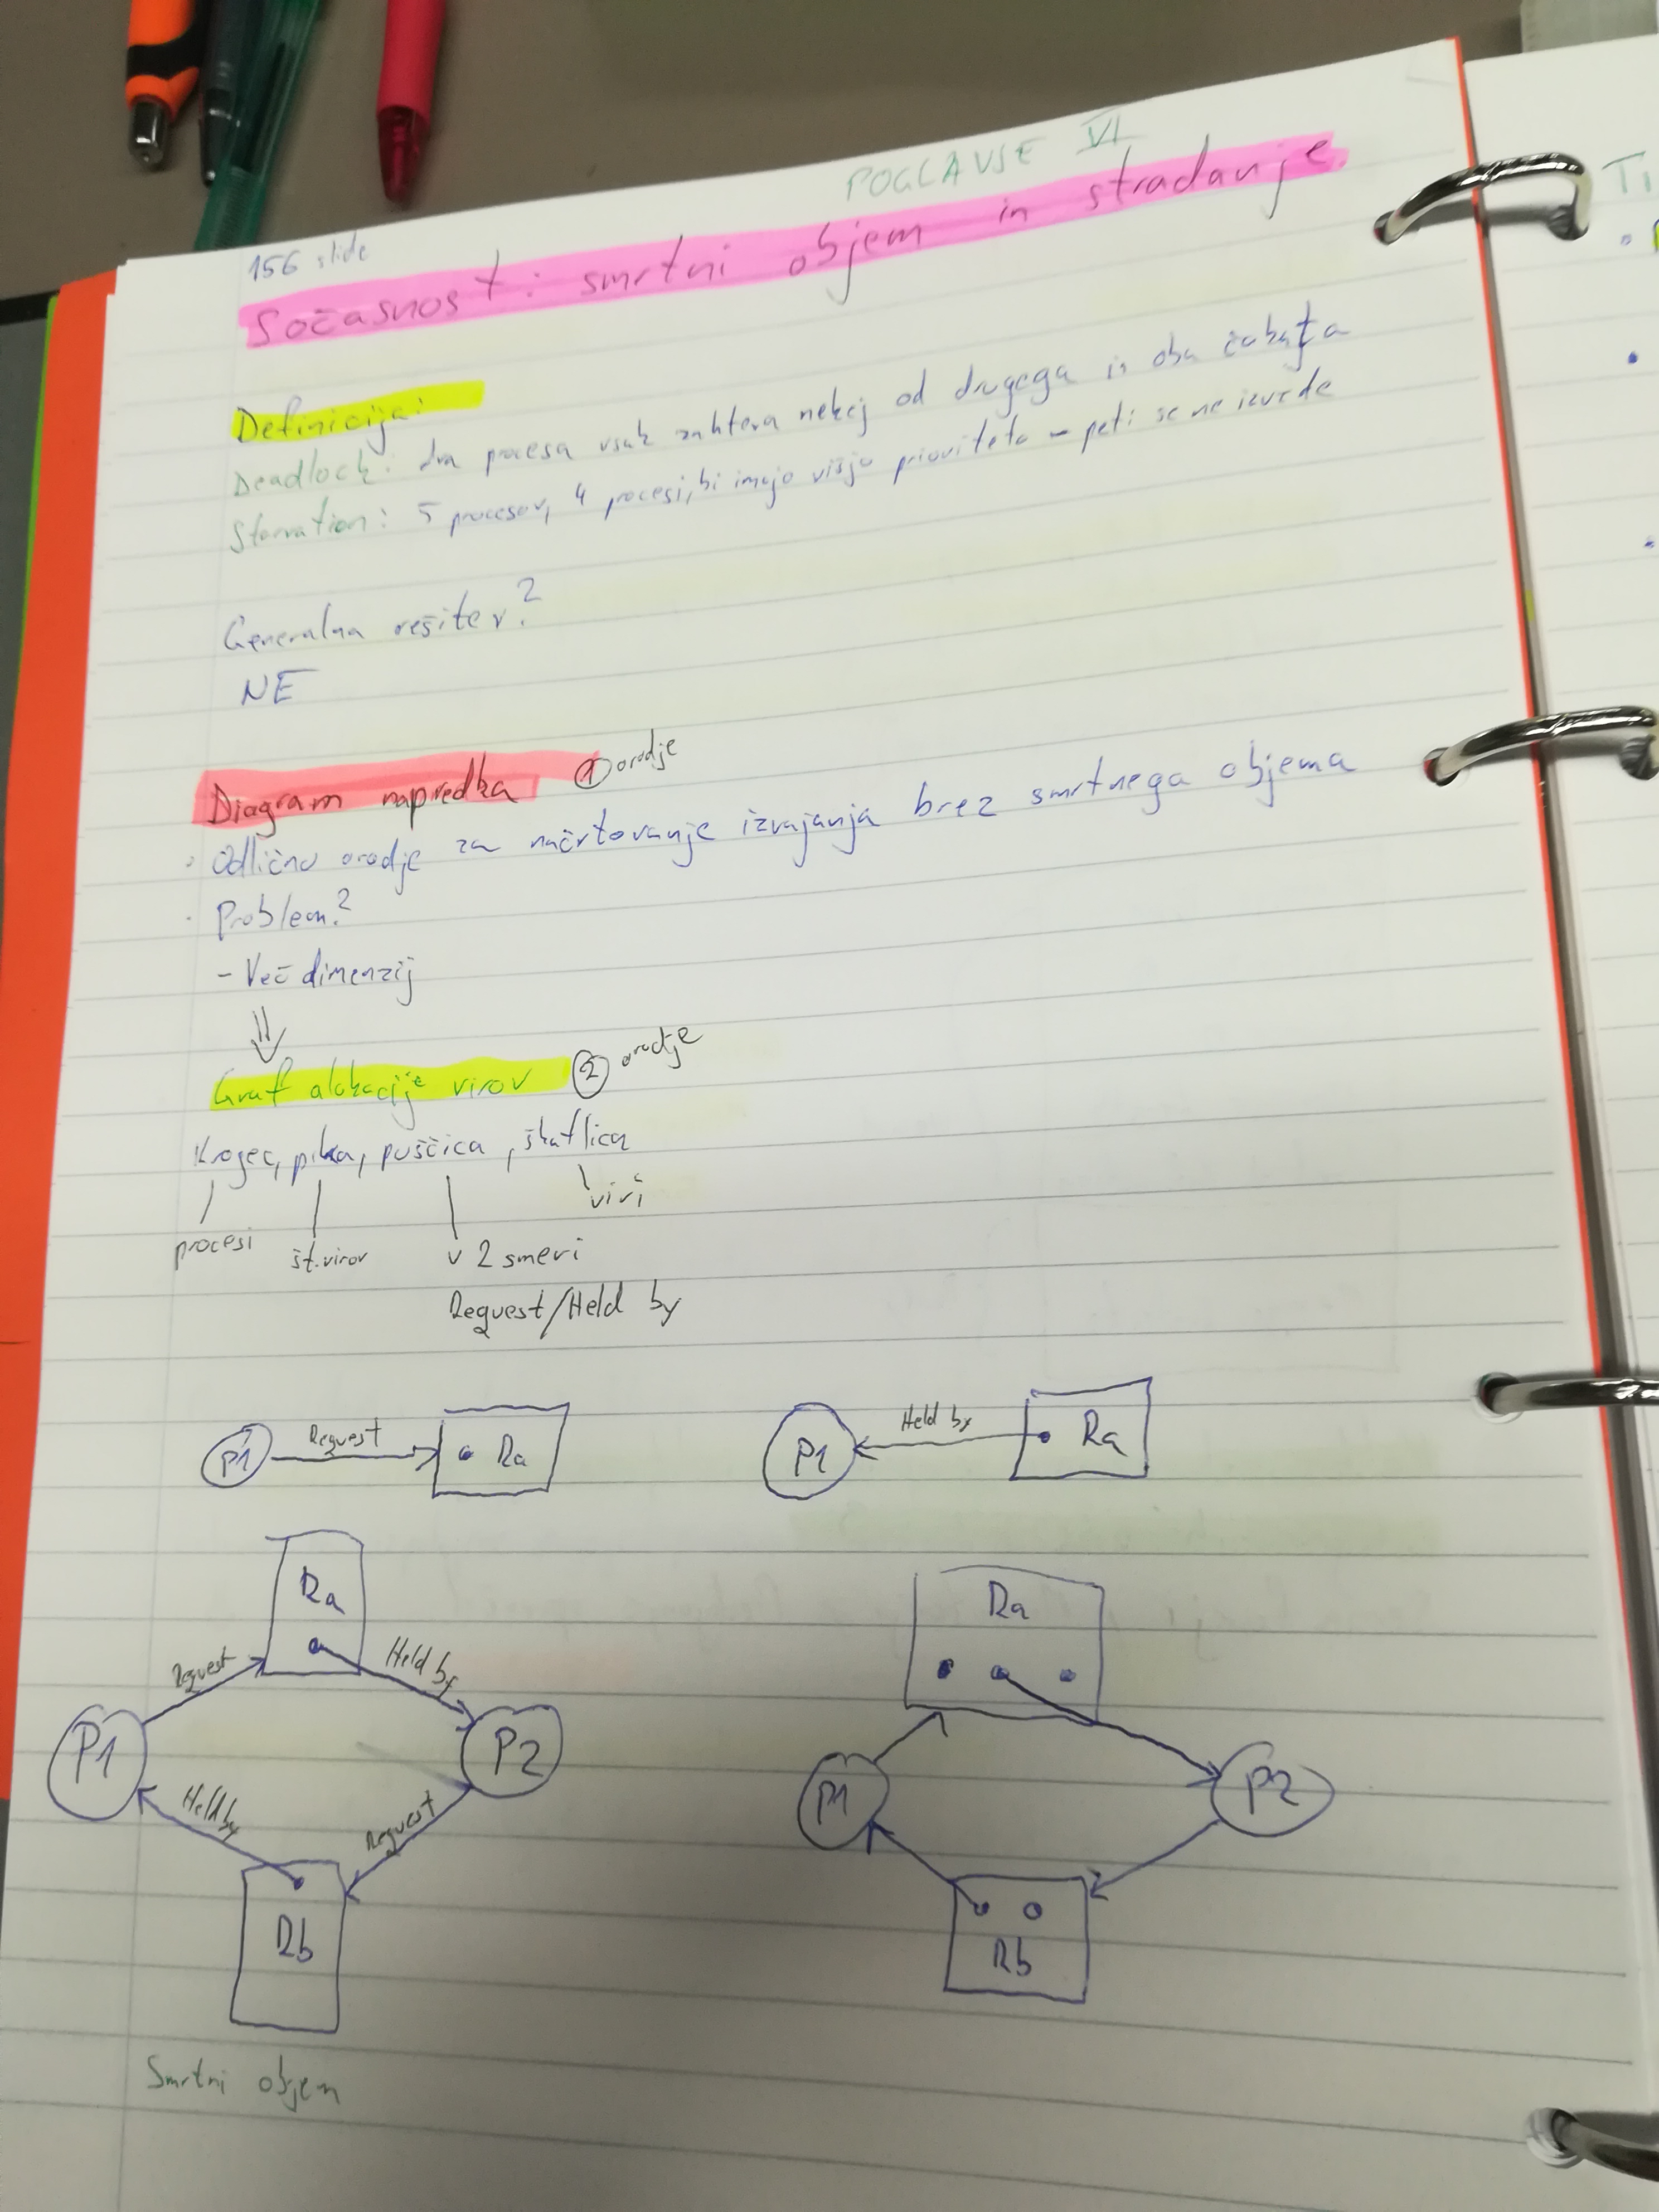 POGLAVJE VI
156 slide
Sočasnost: smrtni objem in stradanje
Definicija:
Deadlock: dva procesa vsak zahteva nekaj od drugega in oba čakata
Starvation: 5 procesov, 4 procesi, ki imajo višjo prioriteto - peti se ne izvede
Generalna rešitev?
NE
Diagram napredka ① orodje
· Odlično orodje za načrtovanje izvajanja brez smrtnega objema
· Problem?
- Več dimenzij
⇓
Graf alokacije virov ② orodje
Krogec, pika, puščica, škatlica
viri
procesi št. virov v 2 smeri
Request/Held by
P1 Request Ra P1 Held by Ra
Ra Ra
Request Held by
P1 P2 P1 P2
Held by Request
Rb Rb
Smrtni objem